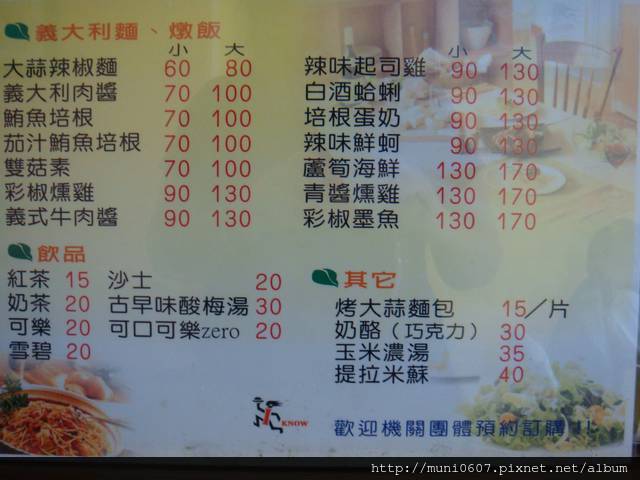 義大利麵、燉飯
小 大
大蒜辣椒麵 60 80
義大利肉醬 70 100
鮪魚培根 70 100
茄汁鮪魚培根 70 100
雙菇素 70 100
彩椒燻雞 90 130
義式牛肉醬 90 130
小 大
辣味起司雞 90 130
白酒蛤蜊 90 130
培根蛋奶 90 130
辣味鮮蚵 90 130
蘆筍海鮮 130 170
青醬燻雞 130 170
彩椒墨魚 130 170
飲品
紅茶 15 沙士 20
奶茶 20 古早味酸梅湯 30
可樂 20 可口可樂zero 20
雪碧 20
其它
烤大蒜麵包 15/片
奶酪(巧克力) 30
玉米濃湯 35
提拉米蘇 40
KNOW
歡迎機關團體預約訂購!!
http://muni0607.pixnet.net/album